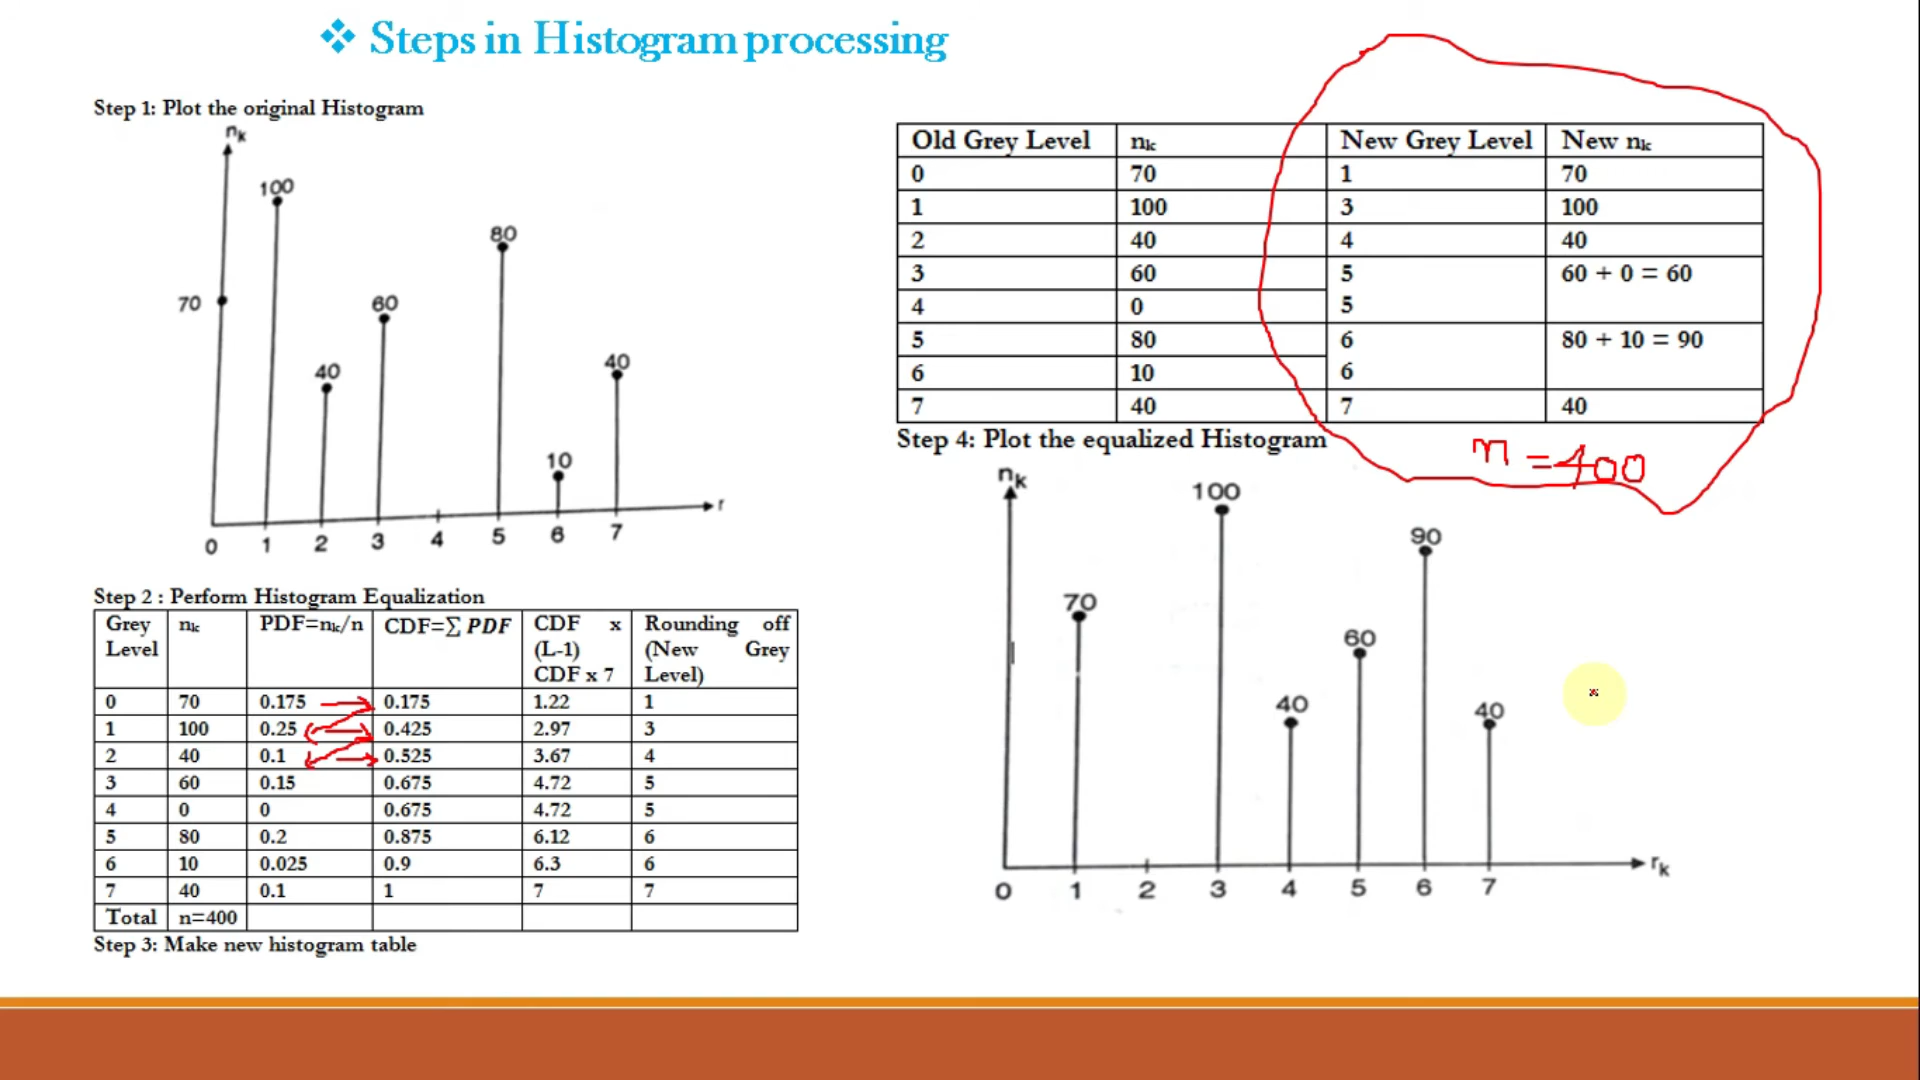 ❖ Steps in Histogram processing
Step 1: Plot the original Histogram
nk
100
80
70
60
40
40
10
r
0 1 2 3 4 5 6 7
Step 2 : Perform Histogram Equalization
Grey Level nk PDF=nk/n CDF=∑ PDF CDF x (L-1) CDF x 7 Rounding off (New Grey Level)
0 70 0.175 0.175 1.22 1
1 100 0.25 0.425 2.97 3
2 40 0.1 0.525 3.67 4
3 60 0.15 0.675 4.72 5
4 0 0 0.675 4.72 5
5 80 0.2 0.875 6.12 6
6 10 0.025 0.9 6.3 6
7 40 0.1 1 7 7
Total n=400
Step 3: Make new histogram table
Old Grey Level nk New Grey Level New nk
0 70 1 70
1 100 3 100
2 40 4 40
3 60 5 60 + 0 = 60
4 0 5
5 80 6 80 + 10 = 90
6 10 6
7 40 7 40
n = 400
Step 4: Plot the equalized Histogram
nk
100
90
70
60
40
40
rk
0 1 2 3 4 5 6 7